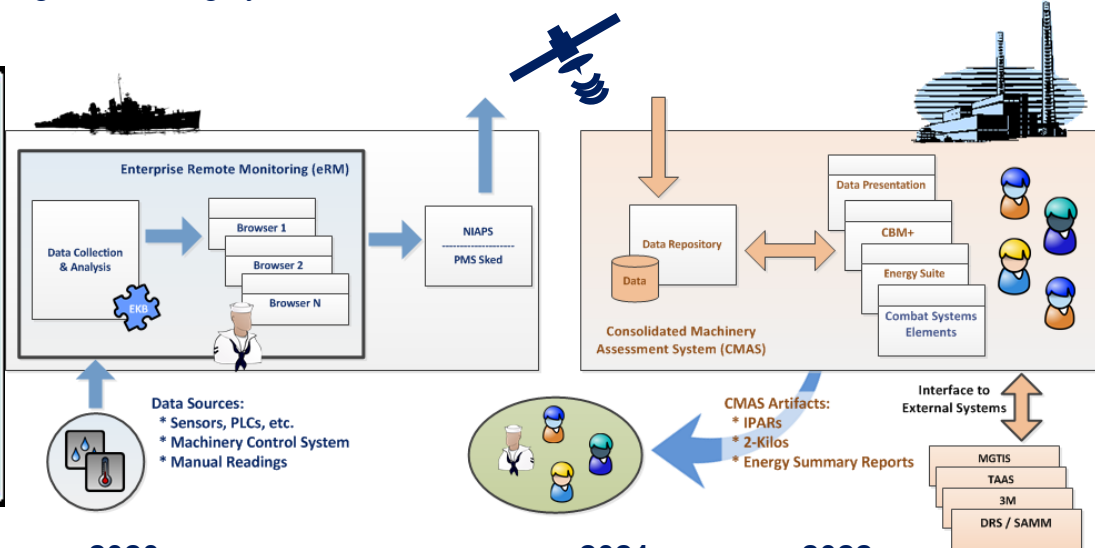 Enterprise Remote Monitoring (eRM)
Data Collection
& Analysis
EKB
Browser 1
Browser 2
Browser N
NIAPS
PMS Sked
Data Sources:
* Sensors, PLCs, etc.
* Machinery Control System
* Manual Readings
Data Repository
Data
Consolidated Machinery
Assessment System (CMAS)
Data Presentation
CBM+
Energy Suite
Combat Systems
Elements
CMAS Artifacts:
* IPARs
* 2-Kilos
* Energy Summary Reports
Interface to
External Systems
MGTIS
TAAS
3M
DRS / SAMM